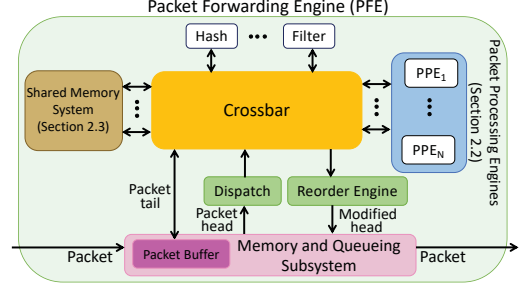 Packet Forwarding Engine (PFE)
Hash ••• Filter
Shared Memory
System
(Section 2.3)
Crossbar
PPE1
PPEN
Packet Processing Engines
(Section 2.2)
Packet
tail
Dispatch
Reorder Engine
Packet
head
Modified
head
Packet
Packet Buffer
Memory and Queueing
Subsystem
Packet